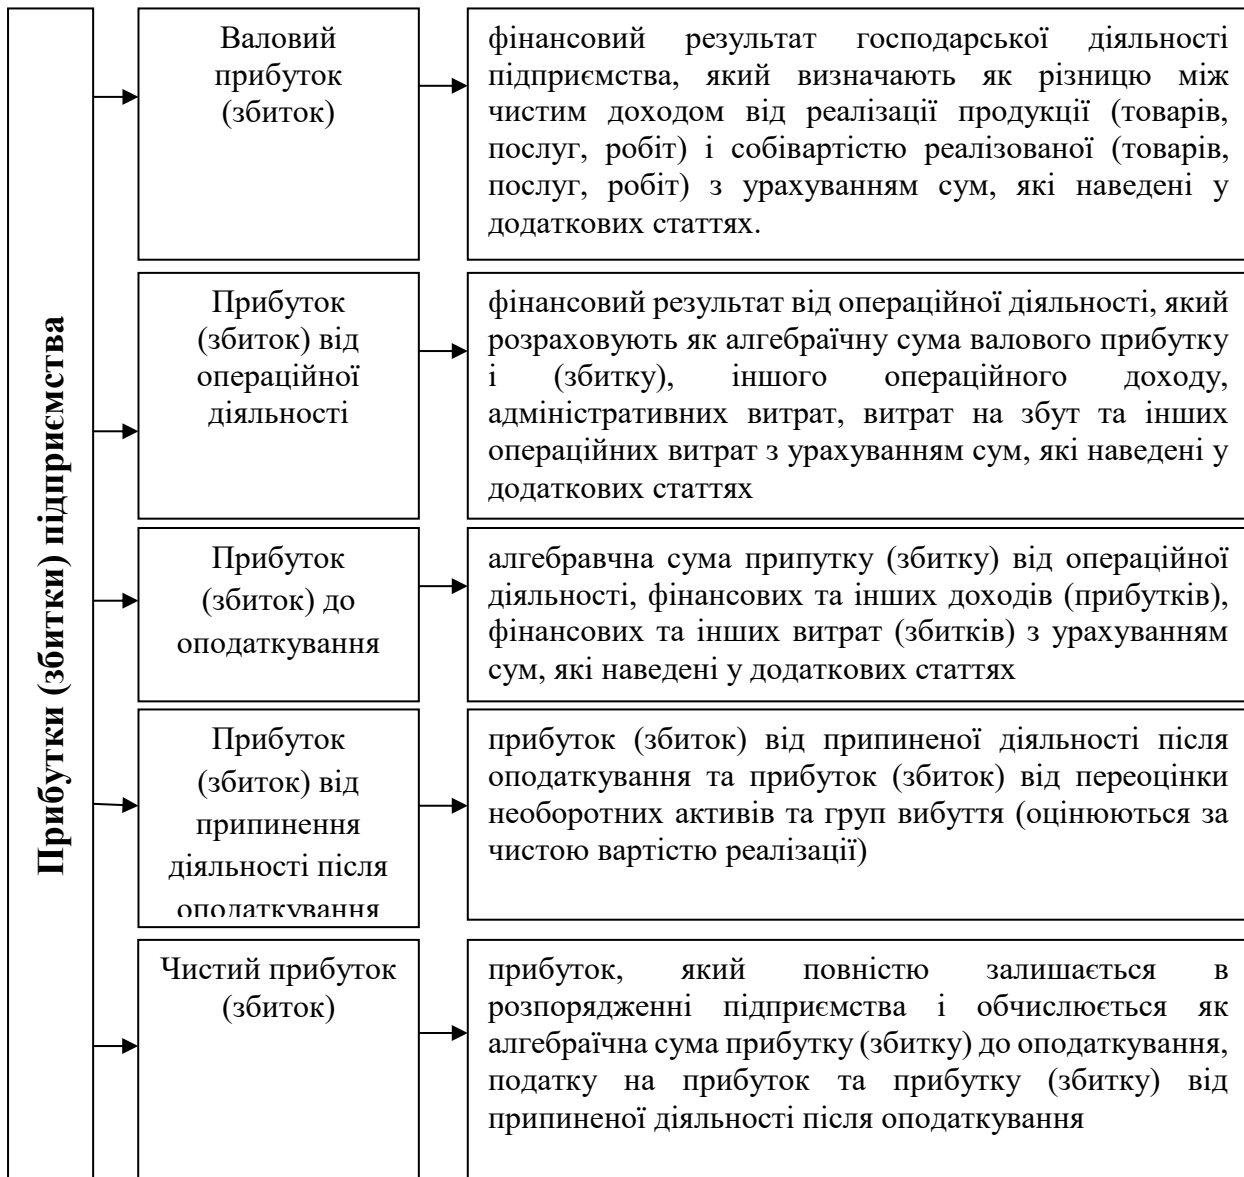 Прибутки (збитки) підприємства
Валовий
прибуток
(збиток)
фінансовий результат господарської діяльності
підприємства, який визначають як різницю між
чистим доходом від реалізації продукції (товарів,
послуг, робіт) і собівартістю реалізованої (товарів,
послуг, робіт) з урахуванням сум, які наведені у
додаткових статтях.
Прибуток
(збиток) від
операційної
діяльності
фінансовий результат від операційної діяльності, який
розраховують як алгебраїчну сума валового прибутку
і (збитку), іншого операційного доходу,
адміністративних витрат, витрат на збут та інших
операційних витрат з урахуванням сум, які наведені у
додаткових статтях
Прибуток
(збиток) до
оподаткування
алгебравчна сума припутку (збитку) від операційної
діяльності, фінансових та інших доходів (прибутків),
фінансових та інших витрат (збитків) з урахуванням
сум, які наведені у додаткових статтях
Прибуток
(збиток) від
припинення
діяльності після
оподаткування
прибуток (збиток) від припиненої діяльності після
оподаткування та прибуток (збиток) від переоцінки
необоротних активів та груп вибуття (оцінюються за
чистою вартістю реалізації)
Чистий прибуток
(збиток)
прибуток, який повністю залишається в
розпорядженні підприємства і обчислюється як
алгебраїчна сума прибутку (збитку) до оподаткування,
податку на прибуток та прибутку (збитку) від
припиненої діяльності після оподаткування